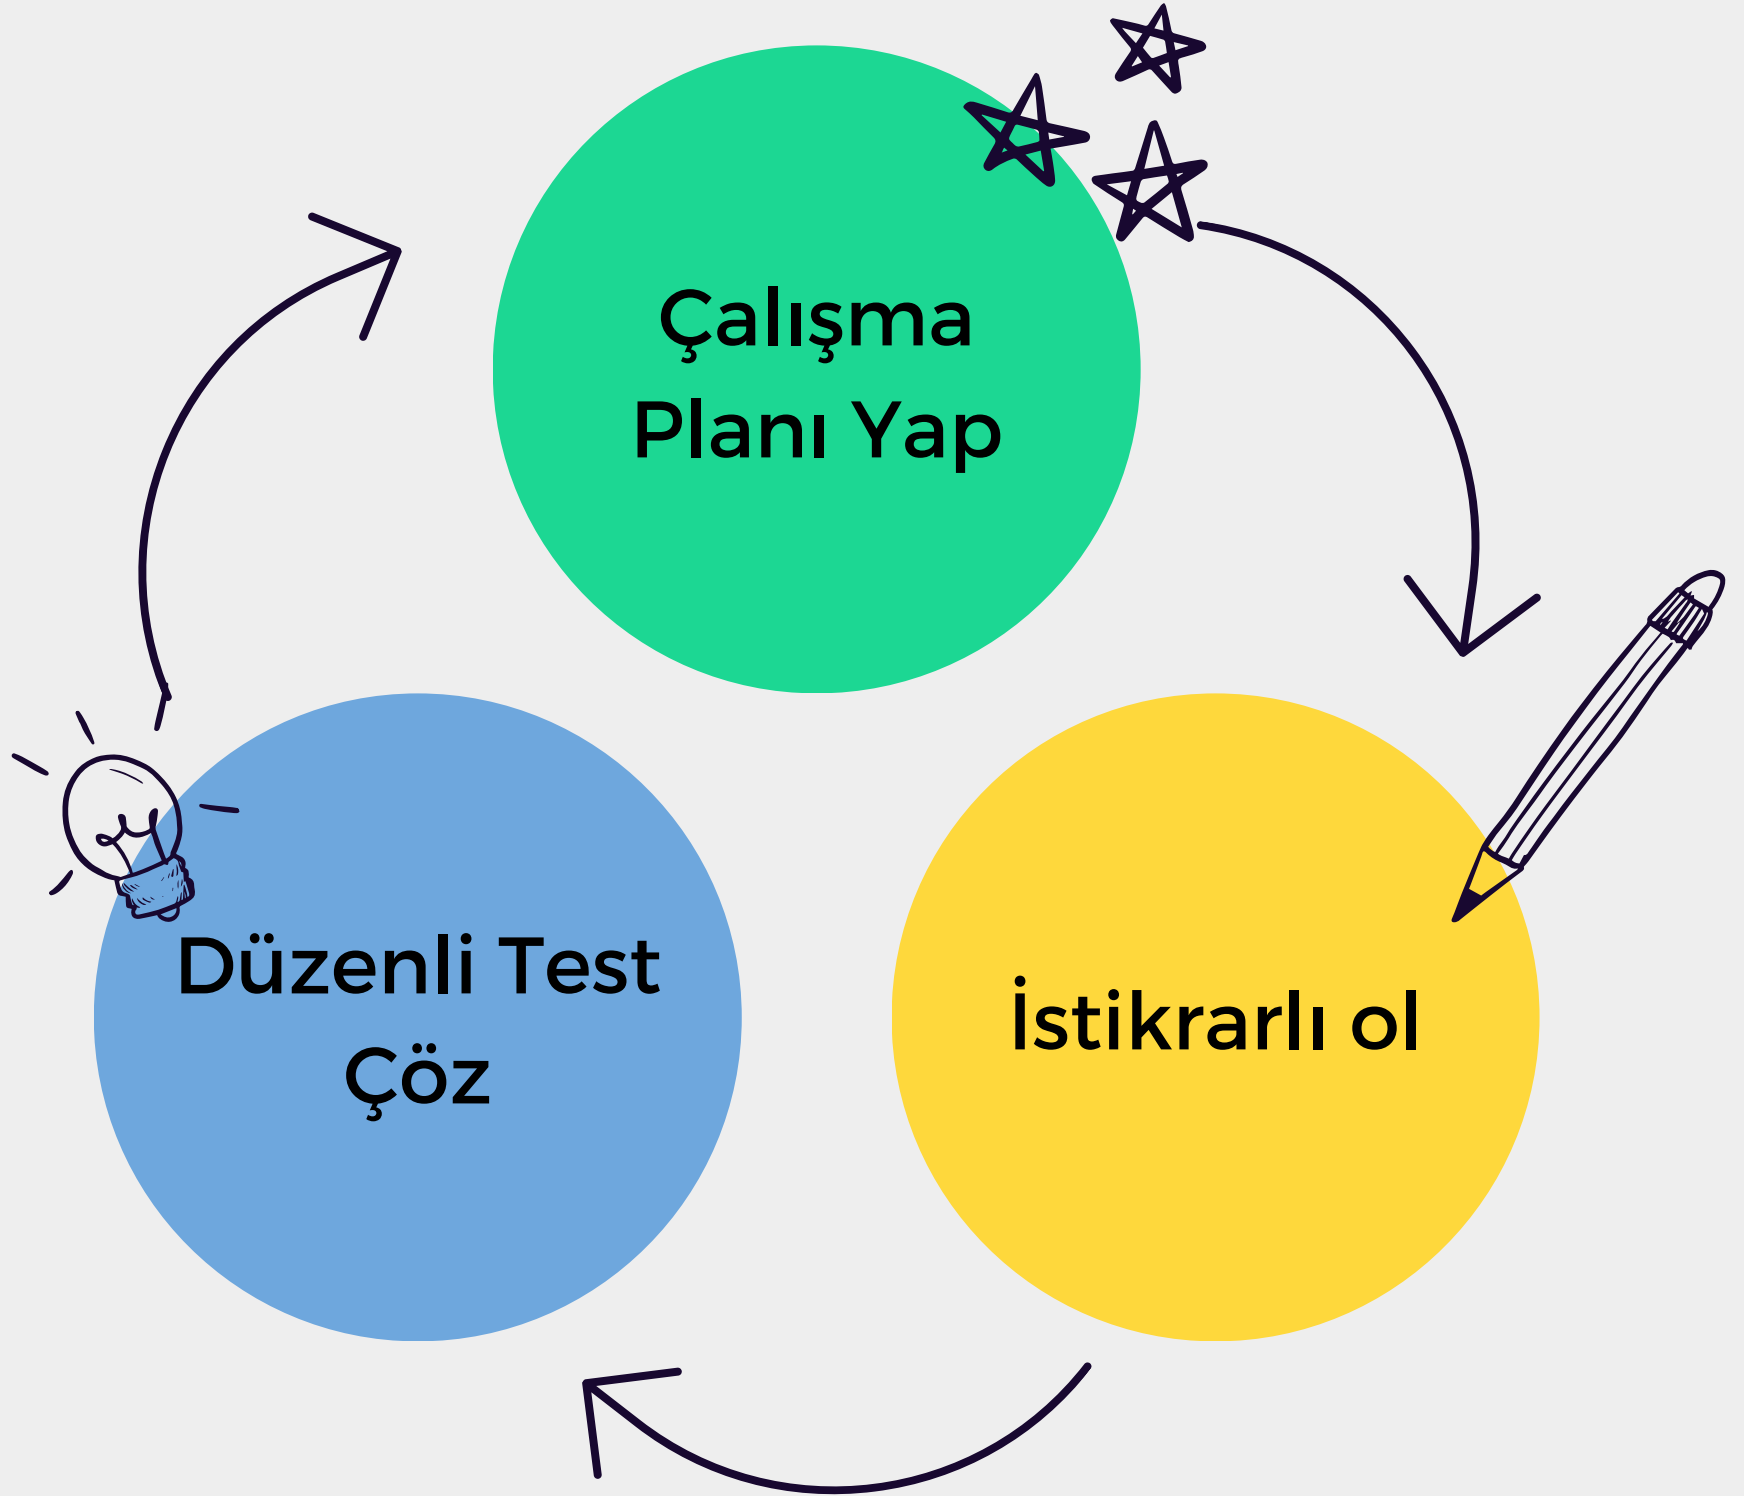 Çalışma
Planı Yap
Düzenli Test
Çöz
İstikrarlı ol